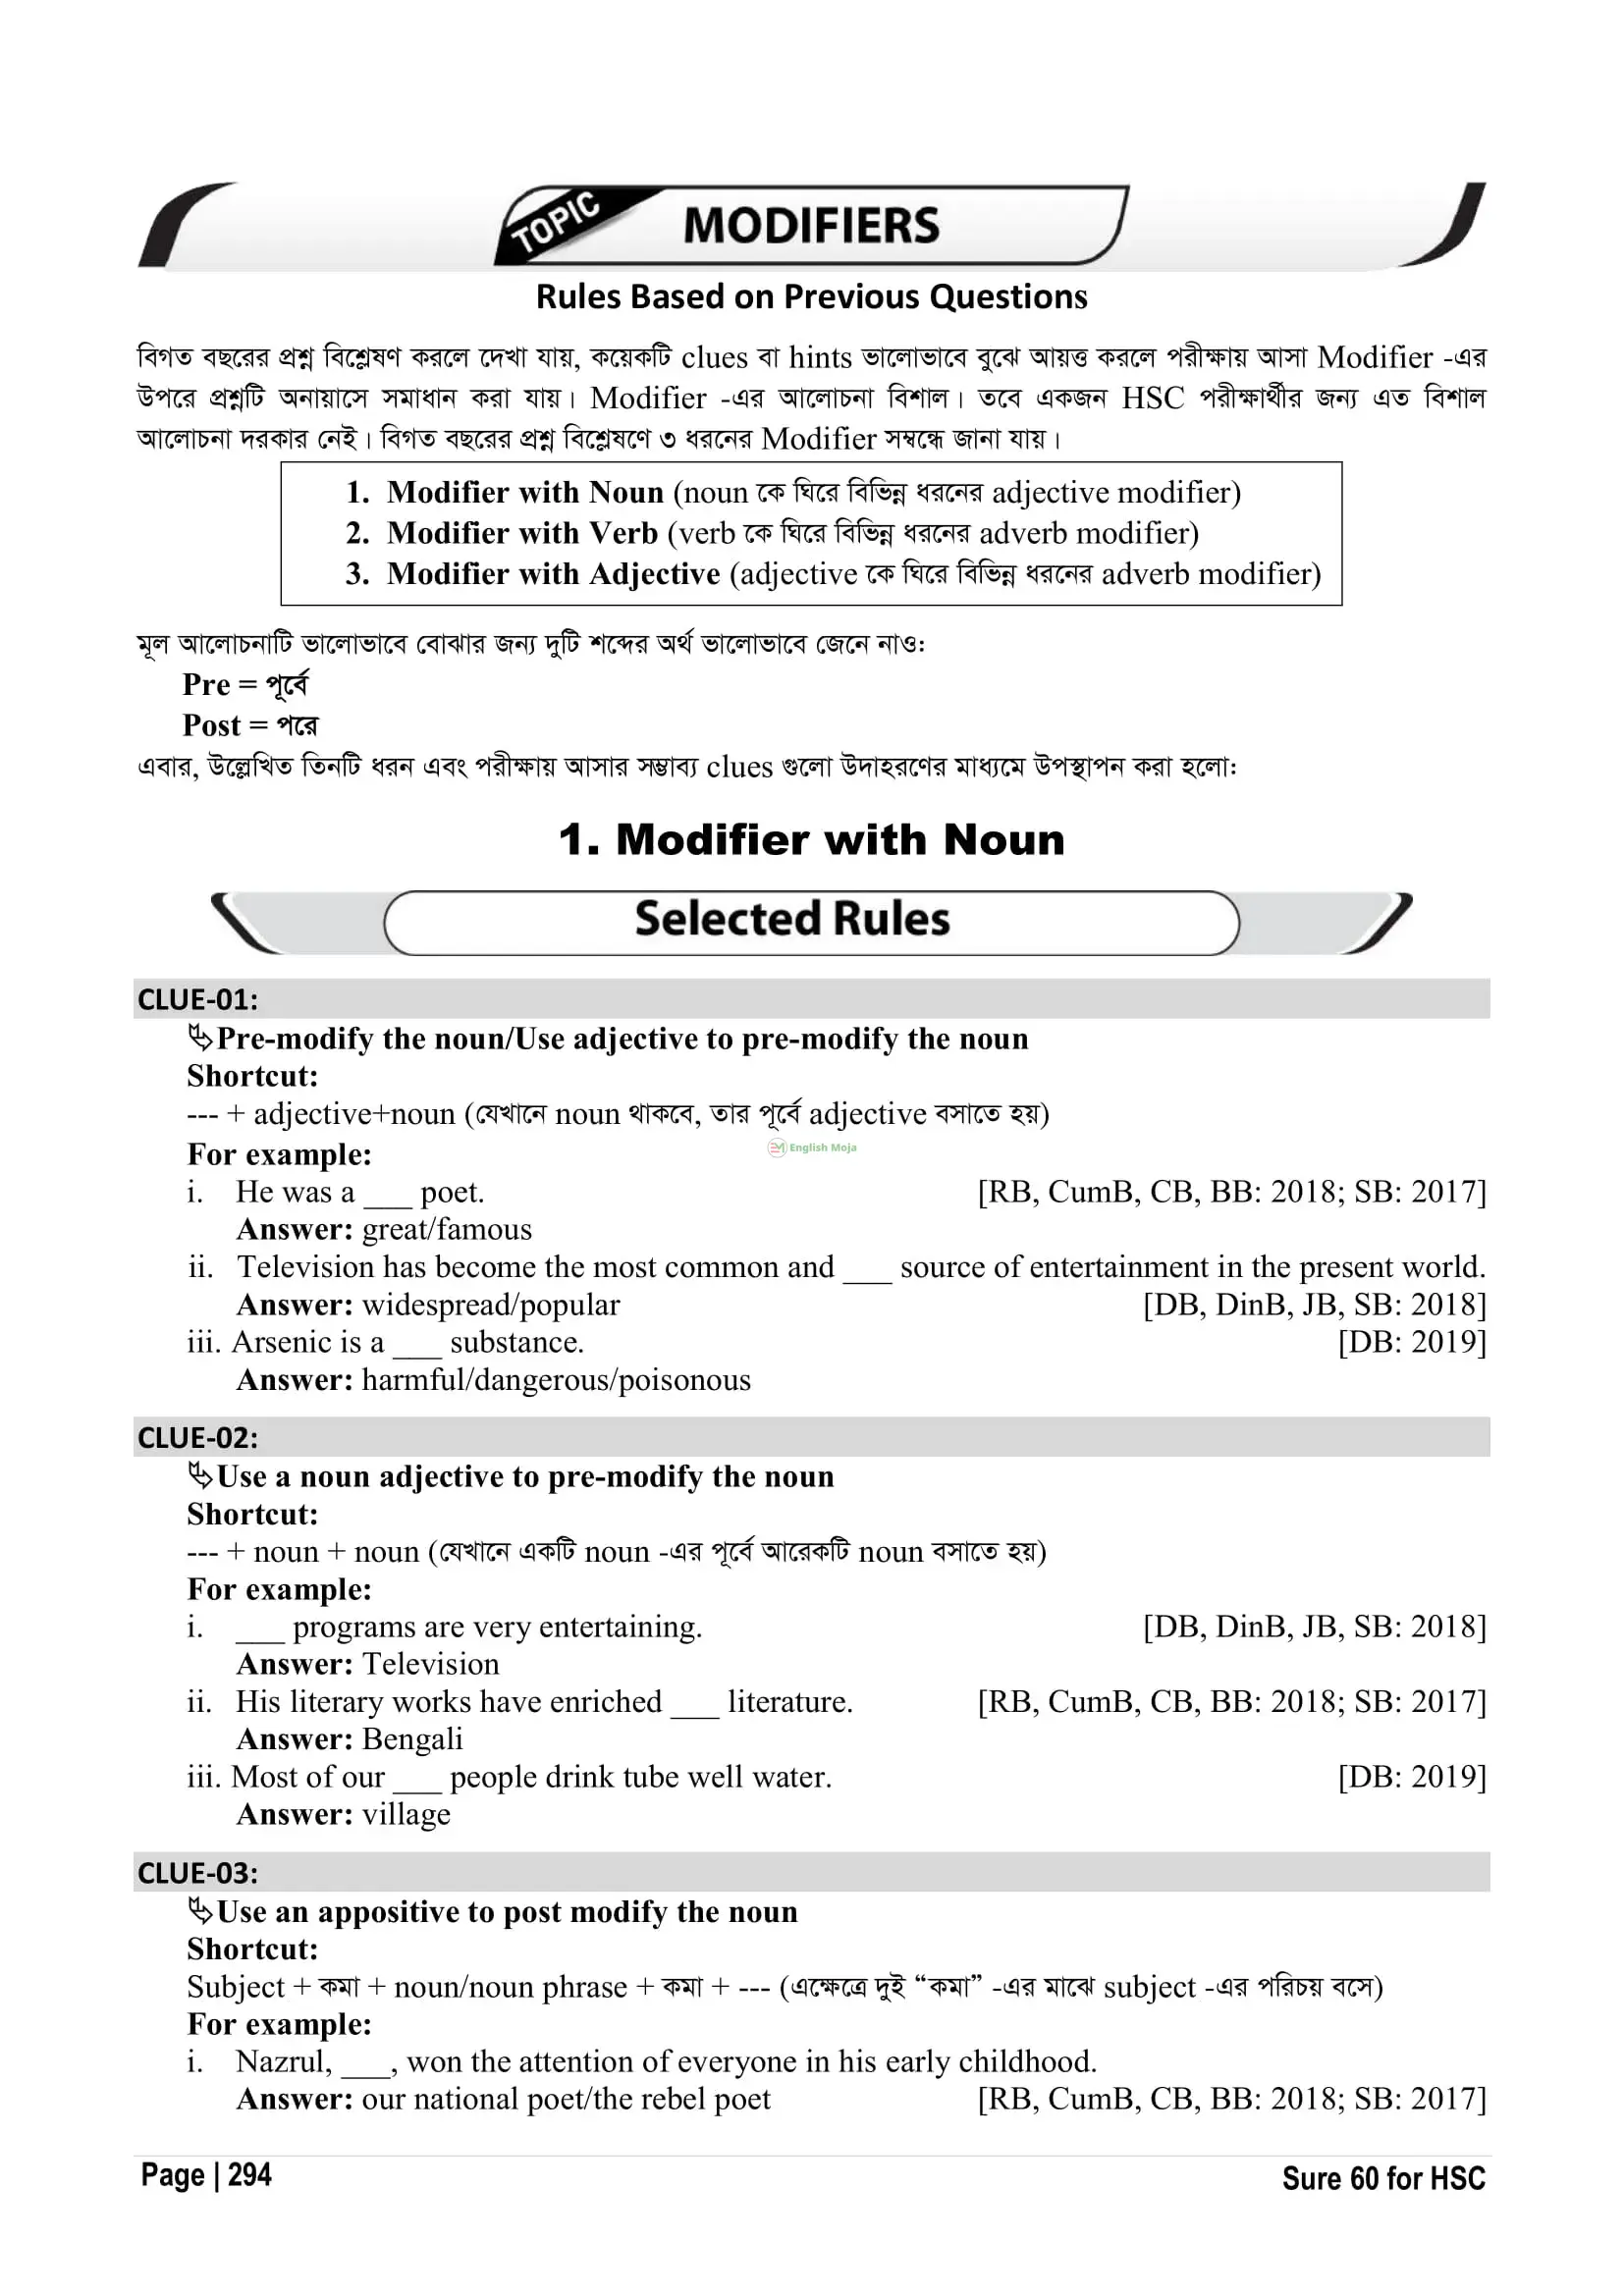 TOPIC MODIFIERS
Rules Based on Previous Questions
বিগত বছরের প্রশ্ন বিশ্লেষণ করলে দেখা যায়, কয়েকটি clues বা hints ভালোভাবে বুঝে আয়ত্ত করলে পরীক্ষায় আসা Modifier -এর
উপরে প্রশ্নটি অনায়াসে সমাধান করা যায়। Modifier -এর আলোচনা বিশাল। তবে একজন HSC পরীক্ষার্থীর জন্য এত বিশাল
আলোচনা দরকার নেই। বিগত বছরের প্রশ্ন বিশ্লেষণে ৩ ধরনের Modifier সম্বন্ধে জানা যায়।
1. Modifier with Noun (noun কে ঘিরে বিভিন্ন ধরনের adjective modifier)
2. Modifier with Verb (verb কে ঘিরে বিভিন্ন ধরনের adverb modifier)
3. Modifier with Adjective (adjective কে ঘিরে বিভিন্ন ধরনের adverb modifier)
মূল আলোচনাটি ভালোভাবে বোঝার জন্য দুটি শব্দের অর্থ ভালোভাবে জেনে নাও:
Pre = পূর্বে
Post = পরে
এবার, উল্লেখিত তিনটি ধরন এবং পরীক্ষায় আসার সম্ভাব্য clues গুলো উদাহরণের মাধ্যমে উপস্থাপন করা হলো:
1. Modifier with Noun
Selected Rules
CLUE-01:
Pre-modify the noun/Use adjective to pre-modify the noun
Shortcut:
--- + adjective+noun (যেখানে noun থাকবে, তার পূর্বে adjective বসাতে হয়)
English Moja
For example:
i. He was a ___ poet. [RB, CumB, CB, BB: 2018; SB: 2017]
Answer: great/famous
ii. Television has become the most common and ___ source of entertainment in the present world.
Answer: widespread/popular [DB, DinB, JB, SB: 2018]
iii. Arsenic is a ___ substance. [DB: 2019]
Answer: harmful/dangerous/poisonous
CLUE-02:
Use a noun adjective to pre-modify the noun
Shortcut:
--- + noun + noun (যেখানে একটি noun -এর পূর্বে আরেকটি noun বসাতে হয়)
For example:
i. ___ programs are very entertaining. [DB, DinB, JB, SB: 2018]
Answer: Television
ii. His literary works have enriched ___ literature. [RB, CumB, CB, BB: 2018; SB: 2017]
Answer: Bengali
iii. Most of our ___ people drink tube well water. [DB: 2019]
Answer: village
CLUE-03:
Use an appositive to post modify the noun
Shortcut:
Subject + কমা + noun/noun phrase + কমা + --- (এক্ষেত্রে দুই “কমা” -এর মাঝে subject -এর পরিচয় বসে)
For example:
i. Nazrul, ___, won the attention of everyone in his early childhood.
Answer: our national poet/the rebel poet [RB, CumB, CB, BB: 2018; SB: 2017]
Page | 294 Sure 60 for HSC